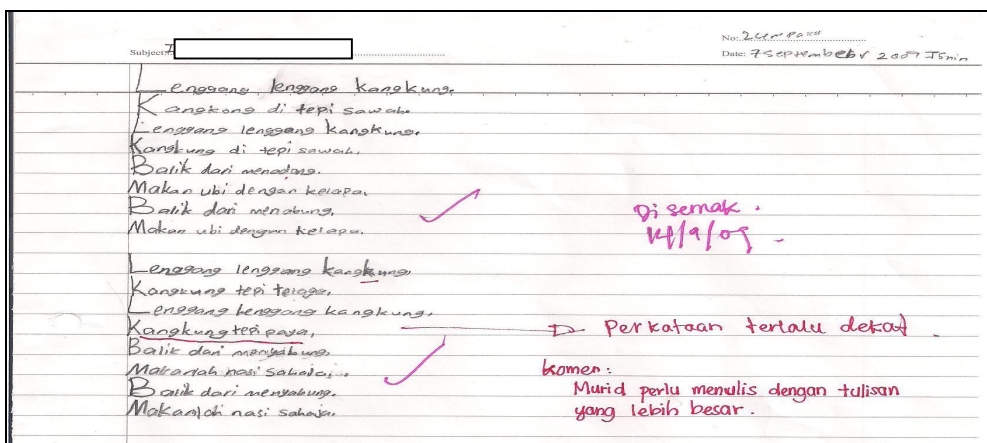 No: 2 Lumpard
Subject:
Date: 7 September 2009 Isnin
Lenggang lenggang kangkung.
Kangkong di tepi sawah.
Lenggang lenggang kangkung.
Kangkung di tepi sawah.
Balik dari menadong.
Makan ubi dengan kelapa.
Balik dari menabung.
Makan ubi dengan kelapa.
Di semak.
14/9/09
Lenggang lenggang kangkung
Kangkung tepi telaga.
Lenggang lenggang kangkung.
Kangkung tepi paya,
Perkataan terlalu dekat.
Balik dari menyabung.
Makanlah nasi sahaja.
Balik dari menyabung.
Makanlah nasi sahaja.
Komen:
Murid perlu menulis dengan tulisan
yang lebih besar.